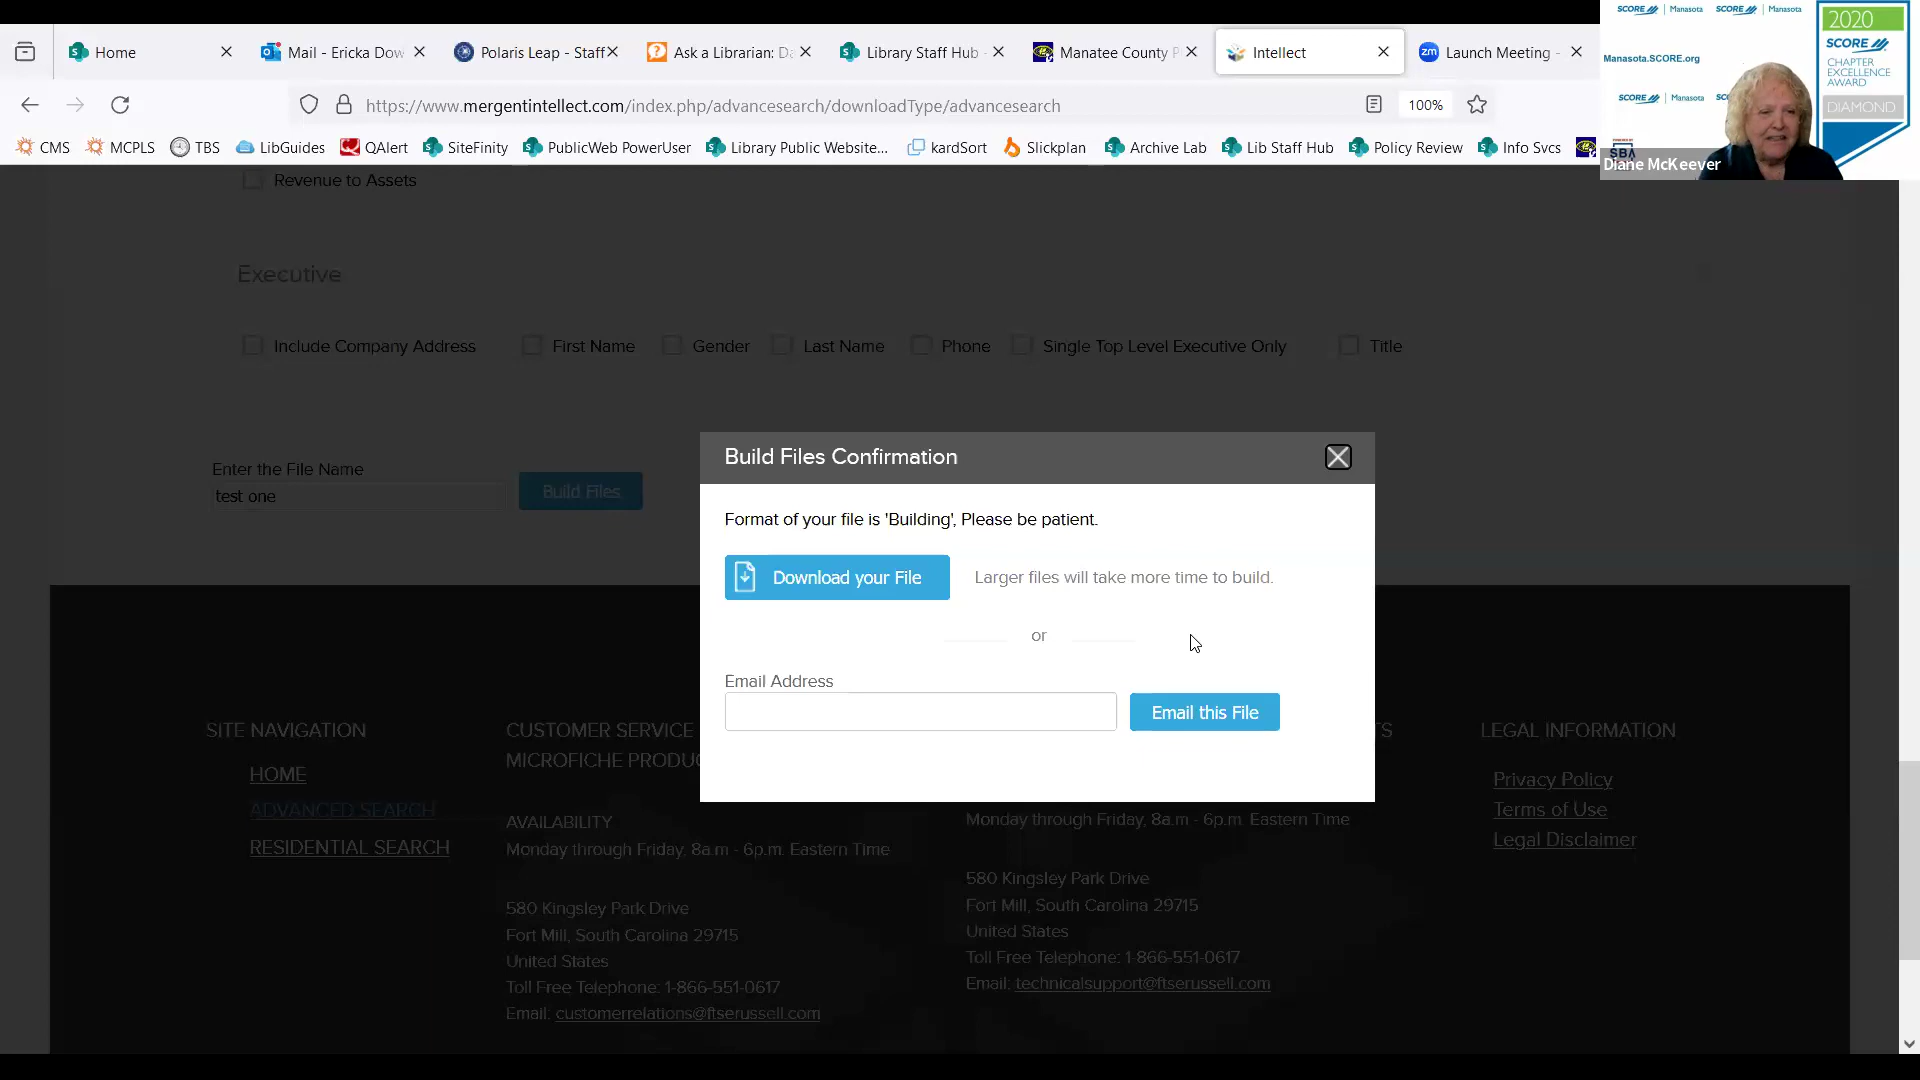 Home
Mail - Ericka Dow
Polaris Leap - Staff
Ask a Librarian: Da
Library Staff Hub -
Manatee County P
Intellect
Launch Meeting -
https://www.mergentintellect.com/index.php/advancesearch/downloadType/advancesearch
100%
CMS
MCPLS
TBS
LibGuides
QAlert
SiteFinity
PublicWeb PowerUser
Library Public Website...
kardSort
Slickplan
Archive Lab
Lib Staff Hub
Policy Review
Info Svcs
SCORE Manasota
SCORE Manasota
Manasota.SCORE.org
SCORE Manasota
SBA
Diane McKeever
2020
SCORE
CHAPTER
EXCELLENCE
AWARD
DIAMOND
Revenue to Assets
Executive
Include Company Address
First Name
Gender
Last Name
Phone
Single Top Level Executive Only
Title
Enter the File Name
test one
Build Files
Build Files Confirmation
Format of your file is 'Building', Please be patient.
Download your File
Larger files will take more time to build.
or
Email Address
Email this File
SITE NAVIGATION
HOME
ADVANCED SEARCH
RESIDENTIAL SEARCH
CUSTOMER SERVICE
MICROFICHE PRODUC
AVAILABILITY
Monday through Friday, 8a.m - 6p.m. Eastern Time
580 Kingsley Park Drive
Fort Mill, South Carolina 29715
United States
Toll Free Telephone: 1-866-551-0617
Email: customerrelations@ftserussell.com
TS
Monday through Friday, 8a.m - 6p.m. Eastern Time
580 Kingsley Park Drive
Fort Mill, South Carolina 29715
United States
Toll Free Telephone: 1-866-551-0617
Email: technicalsupport@ftserussell.com
LEGAL INFORMATION
Privacy Policy
Terms of Use
Legal Disclaimer